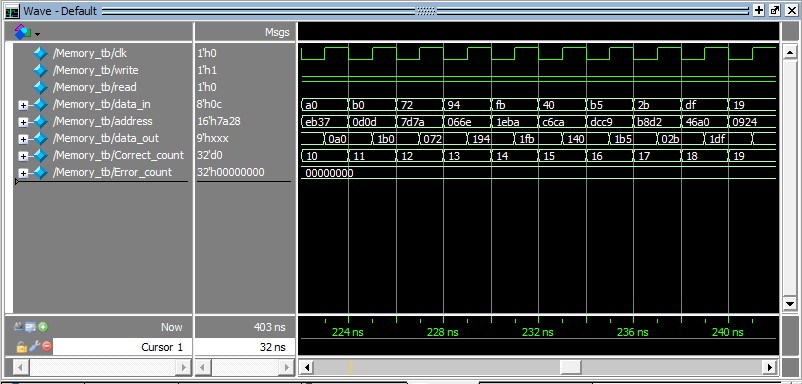 Wave - Default
Msgs
/Memory_tb/clk 1'h0
/Memory_tb/write 1'h1
/Memory_tb/read 1'h0
/Memory_tb/data_in 8'h0c a0 b0 72 94 fb 40 b5 2b df 19
/Memory_tb/address 16'h7a28 eb37 0d0d 7d7a 066e 1eba c6ca dcc9 b8d2 46a0 0924
/Memory_tb/data_out 9'hxxx 0a0 1b0 072 194 1fb 140 1b5 02b 1df
/Memory_tb/Correct_count 32'd0 10 11 12 13 14 15 16 17 18 19
/Memory_tb/Error_count 32'h00000000 00000000
Now 403 ns 224 ns 228 ns 232 ns 236 ns 240 ns
Cursor 1 32 ns